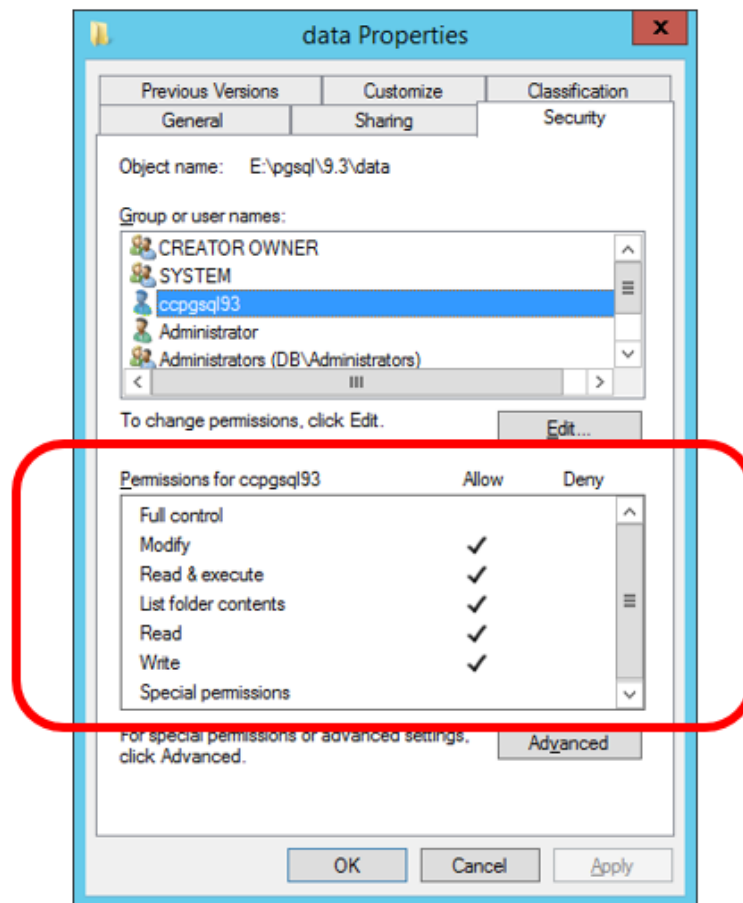 data Properties
x
Previous Versions Customize Classification
General Sharing Security
Object name: E:\pgsql\9.3\data
Group or user names:
CREATOR OWNER
SYSTEM
ccpgsql93
Administrator
Administrators (DB\Administrators)
To change permissions, click Edit.
Edit...
Permissions for ccpgsql93 Allow Deny
Full control
Modify
Read & execute
List folder contents
Read
Write
Special permissions
For special permissions or advanced settings,
click Advanced.
Advanced
OK Cancel Apply